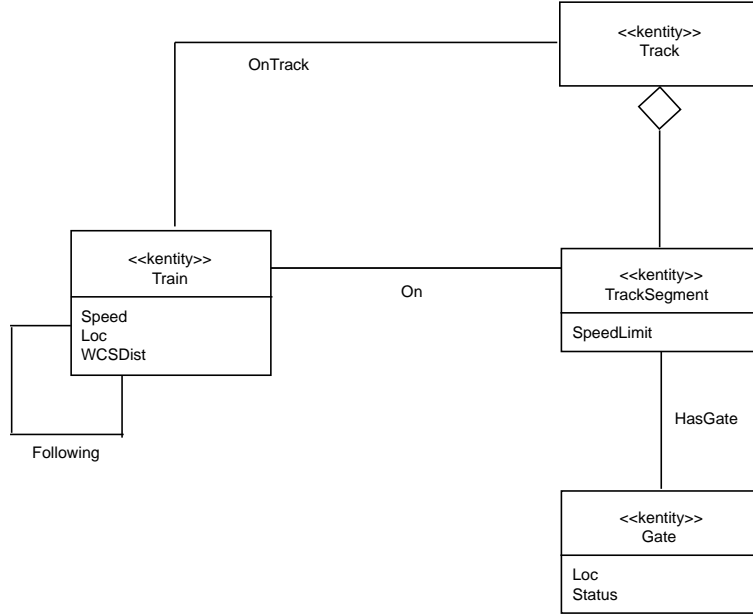 <<kentity>>
Track
OnTrack
<<kentity>>
Train
Speed
Loc
WCSDist
On
<<kentity>>
TrackSegment
SpeedLimit
Following
HasGate
<<kentity>>
Gate
Loc
Status